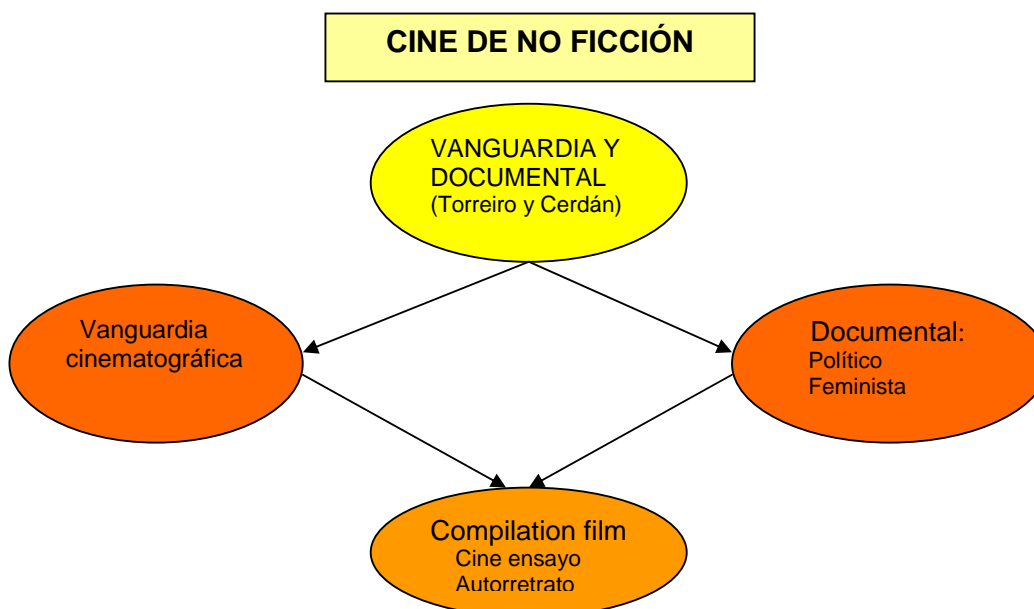 CINE DE NO FICCIÓN
VANGUARDIA Y
DOCUMENTAL
(Torreiro y Cerdán)
Vanguardia
cinematográfica
Documental:
Político
Feminista
Compilation film
Cine ensayo
Autorretrato